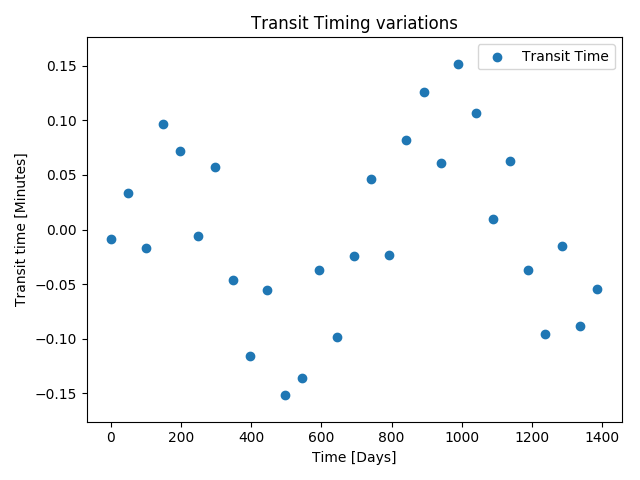 Transit Timing variations
Transit Time
0.15
0.10
0.05
0.00
−0.05
−0.10
−0.15
Transit time [Minutes]
0 200 400 600 800 1000 1200 1400
Time [Days]